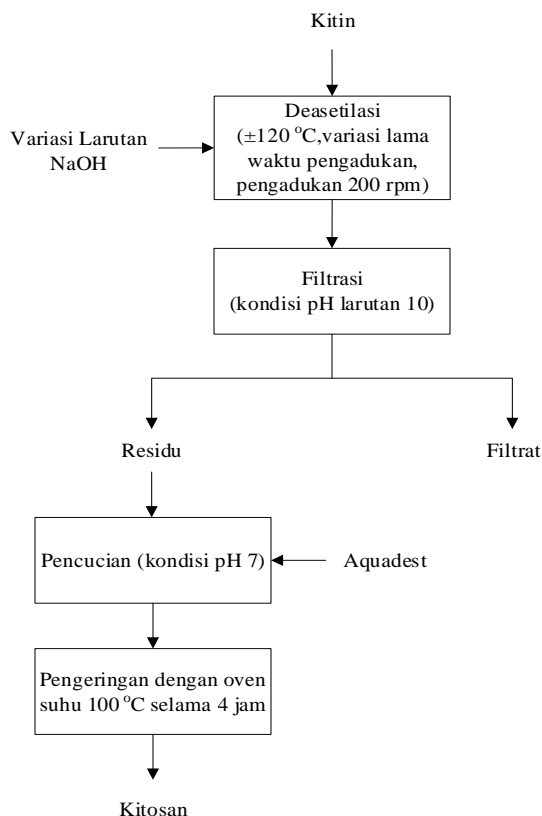 Kitin
Variasi Larutan
NaOH
Deasetilasi
(±120 °C,variasi lama
waktu pengadukan,
pengadukan 200 rpm)
Filtrasi
(kondisi pH larutan 10)
Residu
Filtrat
Pencucian (kondisi pH 7)
Aquadest
Pengeringan dengan oven
suhu 100 °C selama 4 jam
Kitosan